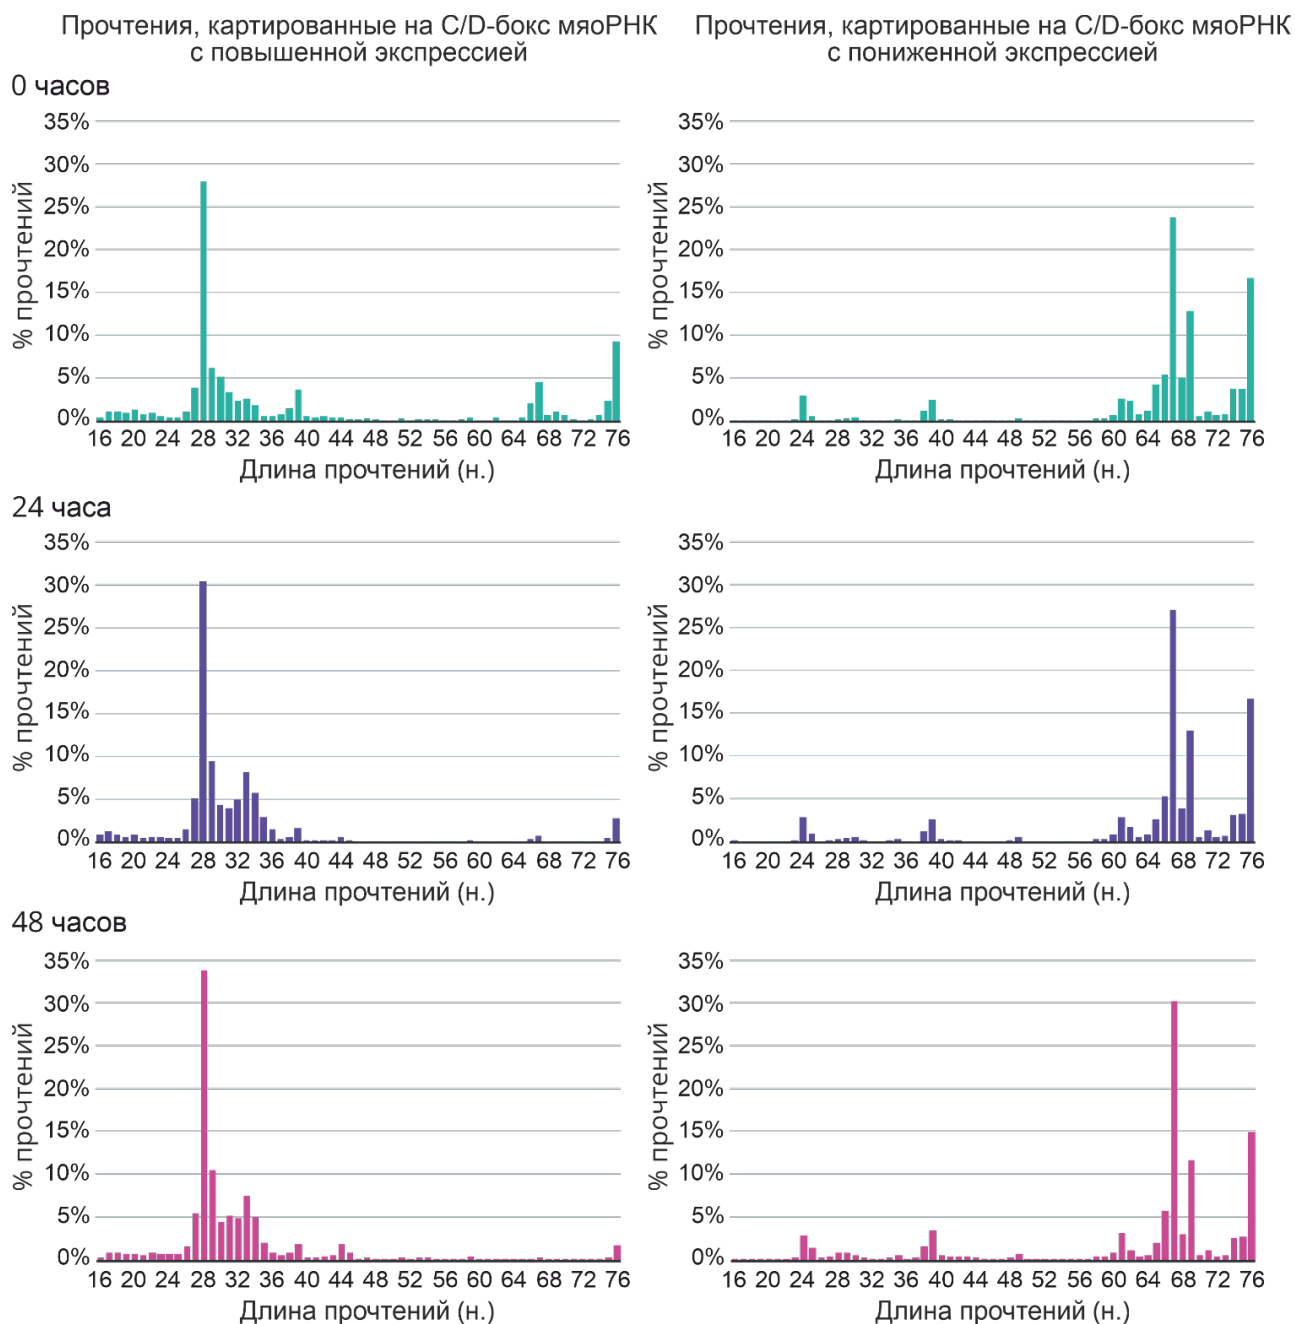 Прочтения, картированные на C/D-бокс мяоРНК
с повышенной экспрессией
Прочтения, картированные на C/D-бокс мяоРНК
с пониженной экспрессией
0 часов
% прочтений
35%
30%
25%
20%
15%
10%
5%
0%
16 20 24 28 32 36 40 44 48 52 56 60 64 68 72 76
Длина прочтений (н.)
% прочтений
35%
30%
25%
20%
15%
10%
5%
0%
16 20 24 28 32 36 40 44 48 52 56 60 64 68 72 76
Длина прочтений (н.)
24 часа
% прочтений
35%
30%
25%
20%
15%
10%
5%
0%
16 20 24 28 32 36 40 44 48 52 56 60 64 68 72 76
Длина прочтений (н.)
% прочтений
35%
30%
25%
20%
15%
10%
5%
0%
16 20 24 28 32 36 40 44 48 52 56 60 64 68 72 76
Длина прочтений (н.)
48 часов
% прочтений
35%
30%
25%
20%
15%
10%
5%
0%
16 20 24 28 32 36 40 44 48 52 56 60 64 68 72 76
Длина прочтений (н.)
% прочтений
35%
30%
25%
20%
15%
10%
5%
0%
16 20 24 28 32 36 40 44 48 52 56 60 64 68 72 76
Длина прочтений (н.)